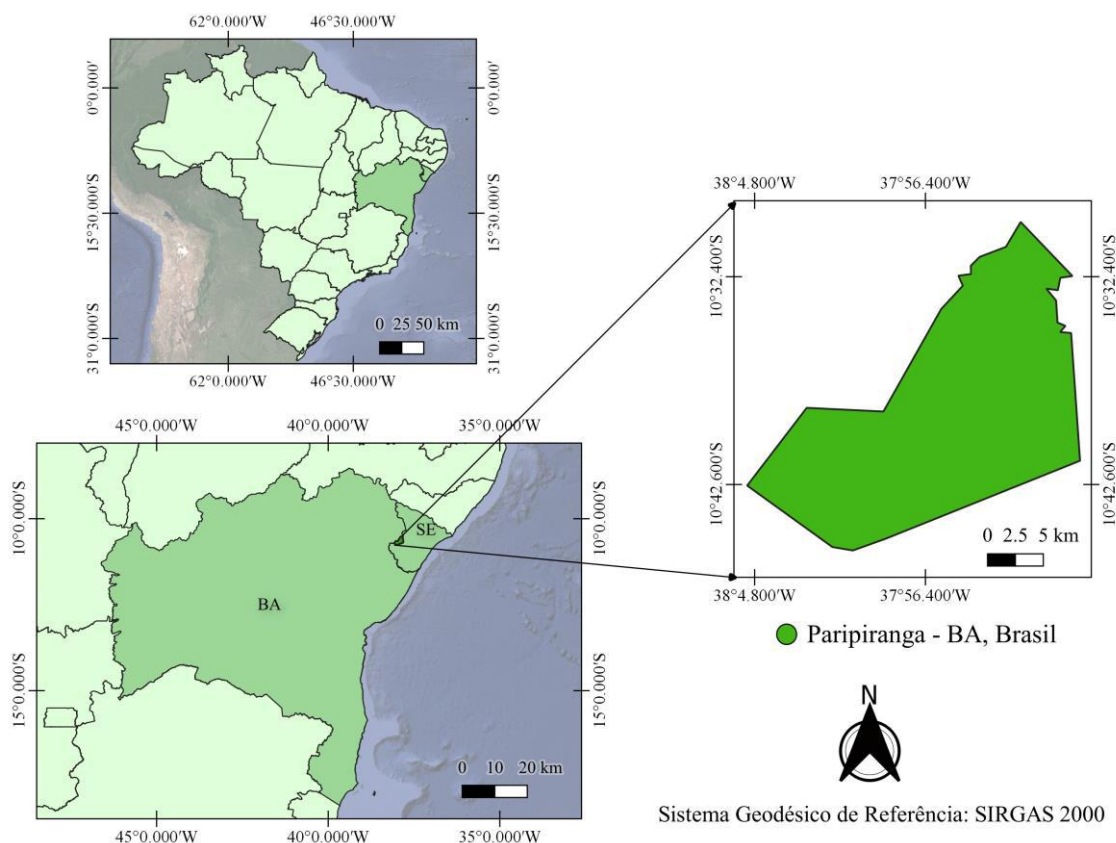 62°0.000'W 46°30.000'W
0°0.000'
0°0.000'
15°30.000'S
15°30.000'S
31°0.000'S
31°0.000'S
0 25 50 km
62°0.000'W 46°30.000'W
38°4.800'W 37°56.400'W
10°32.400'S
10°32.400'S
10°42.600'S
10°42.600'S
0 2.5 5 km
38°4.800'W 37°56.400'W
45°0.000'W 40°0.000'W 35°0.000'W
10°0.000'S
10°0.000'S
SE
BA
15°0.000'S
15°0.000'S
0 10 20 km
45°0.000'W 40°0.000'W 35°0.000'W
Paripiranga - BA, Brasil
N
Sistema Geodésico de Referência: SIRGAS 2000